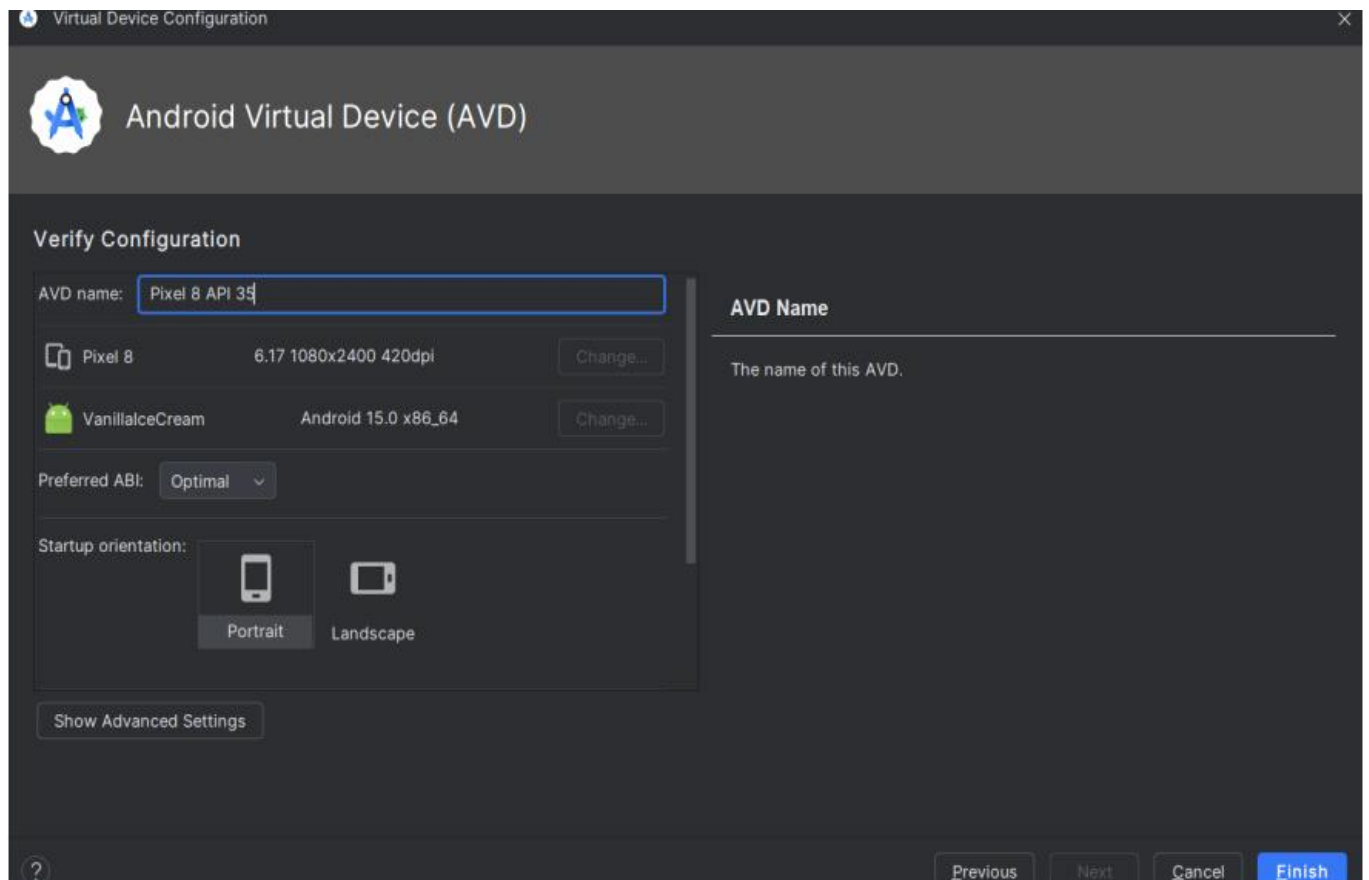 Virtual Device Configuration
Android Virtual Device (AVD)
Verify Configuration
AVD name: Pixel 8 API 35
Pixel 8 6.17 1080x2400 420dpi Change...
VanillaIceCream Android 15.0 x86_64 Change...
Preferred ABI: Optimal
Startup orientation:
Portrait Landscape
Show Advanced Settings
AVD Name
The name of this AVD.
? Previous Next Cancel Finish